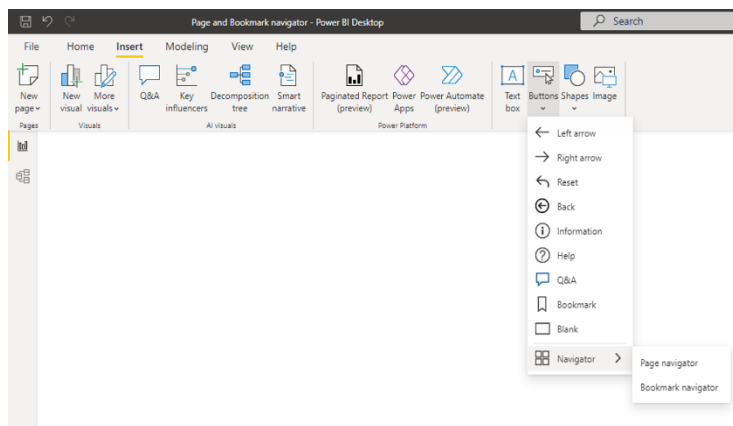 Page and Bookmark navigator - Power BI Desktop
Search
File Home Insert Modeling View Help
New page
New visual
More visuals
Q&A
Key influencers
Decomposition tree
Smart narrative
Paginated Report (preview)
Power Apps
Power Automate (preview)
Text box
Buttons
Shapes
Image
Pages
Visuals
AI visuals
Power Platform
Left arrow
Right arrow
Reset
Back
Information
Help
Q&A
Bookmark
Blank
Navigator
Page navigator
Bookmark navigator